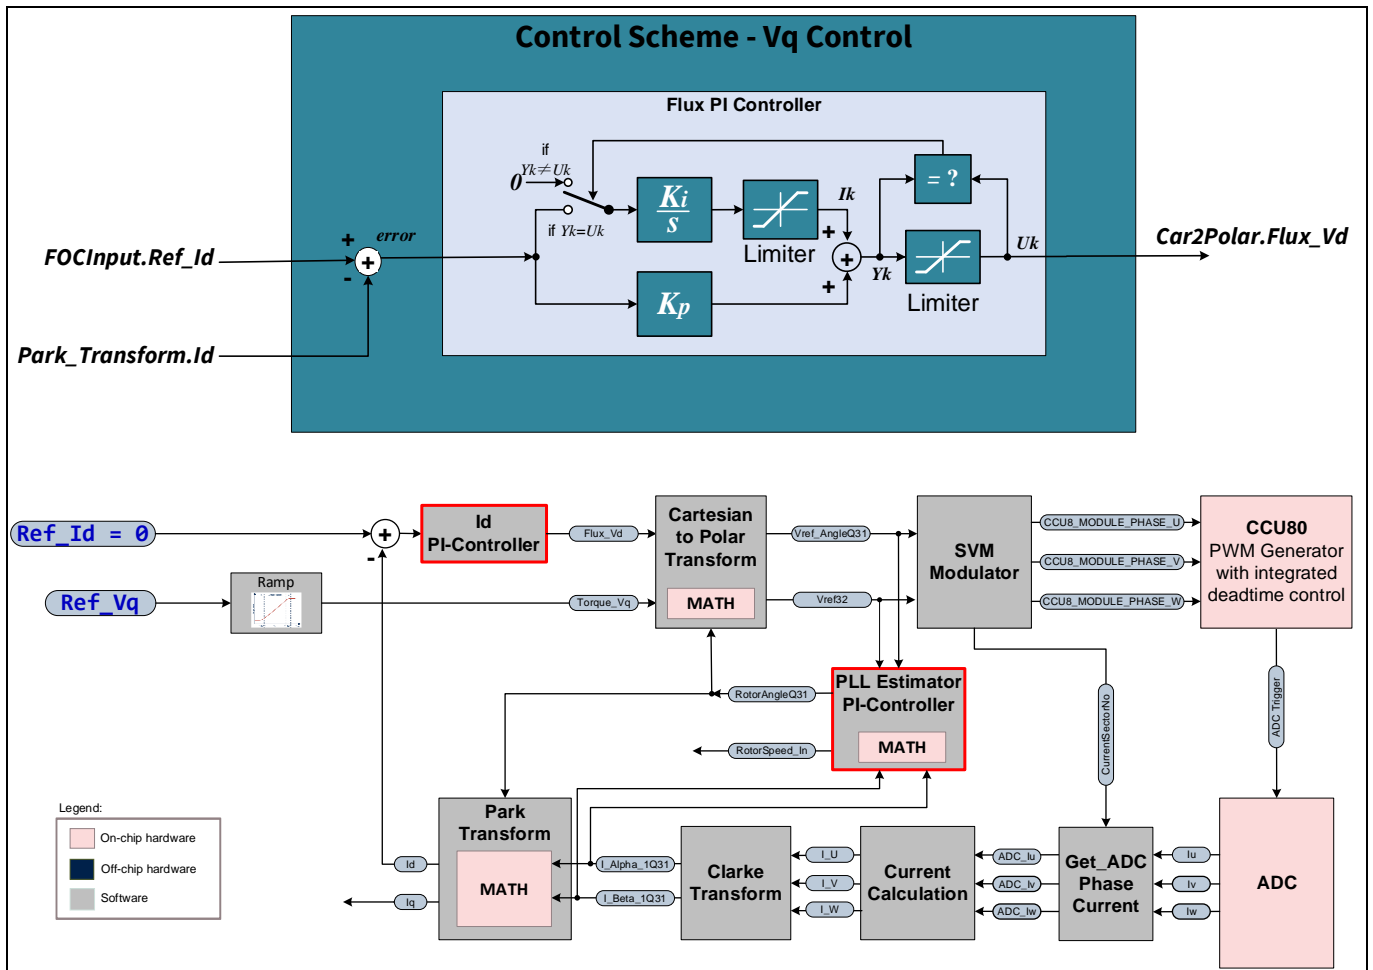 Control Scheme - Vq Control
Flux PI Controller
if
Yk≠Uk
0
= ?
Ki
s
Ik
Limiter
if Yk=Uk
+
error
FOCInput.Ref_Id
+
-
+
+
+
Yk
Uk
Car2Polar.Flux_Vd
Limiter
Kp
Park_Transform.Id
Ref_Id = 0
+
-
Id
PI-Controller
Flux_Vd
Cartesian
to Polar
Transform
MATH
Vref_AngleQ31
Vref32
SVM
Modulator
CCU8_MODULE_PHASE_U
CCU8_MODULE_PHASE_V
CCU8_MODULE_PHASE_W
CCU80
PWM Generator
with integrated
deadtime control
Ref_Vq
Ramp
Torque_Vq
PLL Estimator
PI-Controller
MATH
RotorAngleQ31
RotorSpeed_In
CurrentSectorNo
ADC Trigger
Legend:
On-chip hardware
Off-chip hardware
Software
Park
Transform
MATH
Id
Iq
I_Alpha_1Q31
I_Beta_1Q31
Clarke
Transform
I_U
I_V
I_W
Current
Calculation
ADC_Iu
ADC_Iv
ADC_Iw
Get_ADC
Phase
Current
Iu
Iv
Iw
ADC